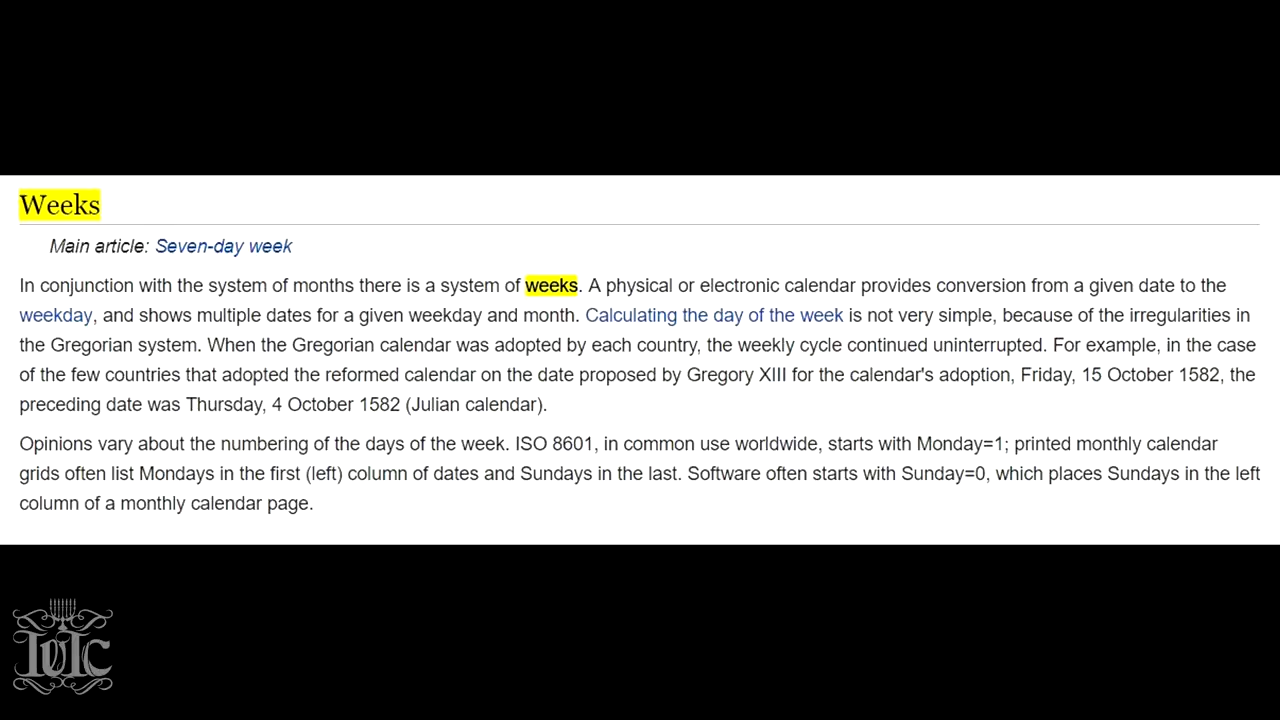 Weeks
Main article: Seven-day week
In conjunction with the system of months there is a system of weeks. A physical or electronic calendar provides conversion from a given date to the
weekday, and shows multiple dates for a given weekday and month. Calculating the day of the week is not very simple, because of the irregularities in
the Gregorian system. When the Gregorian calendar was adopted by each country, the weekly cycle continued uninterrupted. For example, in the case
of the few countries that adopted the reformed calendar on the date proposed by Gregory XIII for the calendar's adoption, Friday, 15 October 1582, the
preceding date was Thursday, 4 October 1582 (Julian calendar).
Opinions vary about the numbering of the days of the week. ISO 8601, in common use worldwide, starts with Monday=1; printed monthly calendar
grids often list Mondays in the first (left) column of dates and Sundays in the last. Software often starts with Sunday=0, which places Sundays in the left
column of a monthly calendar page.
IUIC